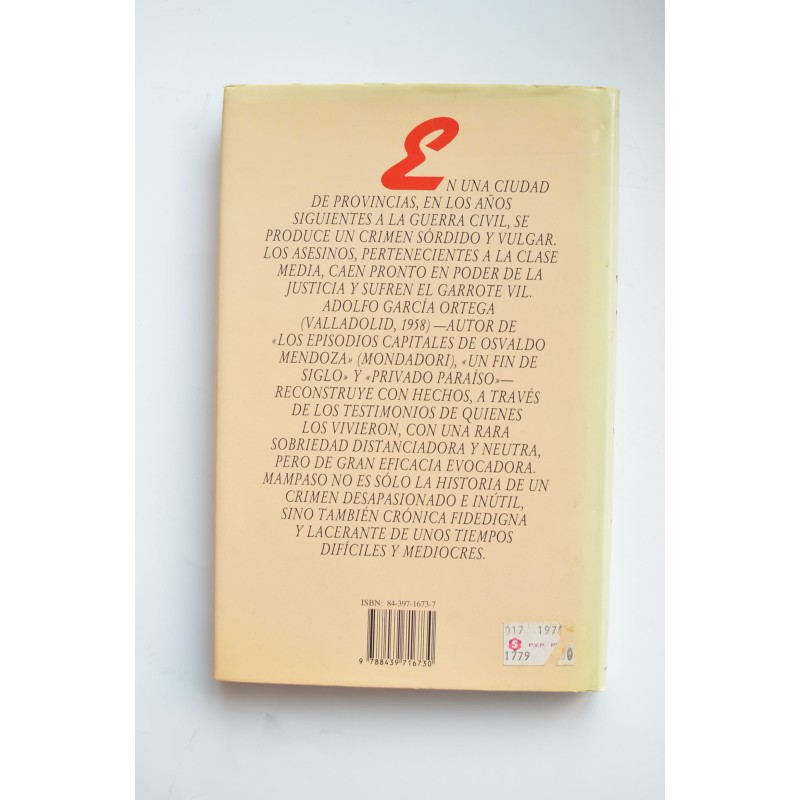 EN UNA CIUDAD
DE PROVINCIAS, EN LOS AÑOS
SIGUIENTES A LA GUERRA CIVIL, SE
PRODUCE UN CRIMEN SÓRDIDO Y VULGAR.
LOS ASESINOS, PERTENECIENTES A LA CLASE
MEDIA, CAEN PRONTO EN PODER DE LA
JUSTICIA Y SUFREN EL GARROTE VIL.
ADOLFO GARCÍA ORTEGA
(VALLADOLID, 1958) —AUTOR DE
«LOS EPISODIOS CAPITALES DE OSVALDO
MENDOZA» (MONDADORI), «UN FIN DE
SIGLO» Y «PRIVADO PARAÍSO»—
RECONSTRUYE CON HECHOS, A TRAVÉS
DE LOS TESTIMONIOS DE QUIENES
LOS VIVIERON, CON UNA RARA
SOBRIEDAD DISTANCIADORA Y NEUTRA,
PERO DE GRAN EFICACIA EVOCADORA.
MAMPASO NO ES SÓLO LA HISTORIA DE UN
CRIMEN DESAPASIONADO E INÚTIL,
SINO TAMBIÉN CRÓNICA FIDEDIGNA
Y LACERANTE DE UNOS TIEMPOS
DIFÍCILES Y MEDIOCRES.
ISBN: 84-397-1673-7
9 788439 716730
017 197
S P.V.P.
1779